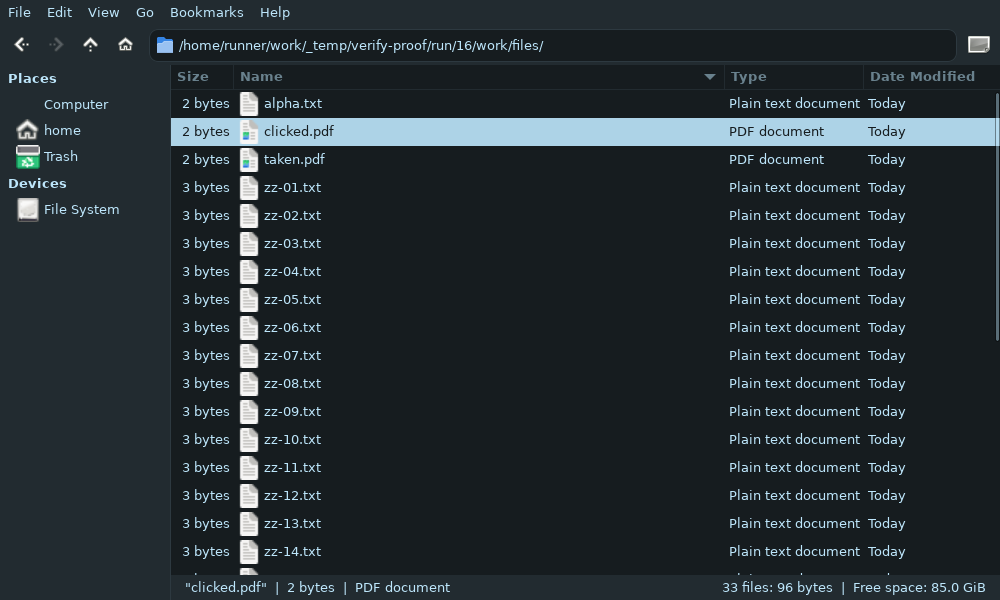 File Edit View Go Bookmarks Help
/home/runner/work/_temp/verify-proof/run/16/work/files/
Places
Computer
home
Trash
Devices
File System
Size Name Type Date Modified
2 bytes alpha.txt Plain text document Today
2 bytes clicked.pdf PDF document Today
2 bytes taken.pdf PDF document Today
3 bytes zz-01.txt Plain text document Today
3 bytes zz-02.txt Plain text document Today
3 bytes zz-03.txt Plain text document Today
3 bytes zz-04.txt Plain text document Today
3 bytes zz-05.txt Plain text document Today
3 bytes zz-06.txt Plain text document Today
3 bytes zz-07.txt Plain text document Today
3 bytes zz-08.txt Plain text document Today
3 bytes zz-09.txt Plain text document Today
3 bytes zz-10.txt Plain text document Today
3 bytes zz-11.txt Plain text document Today
3 bytes zz-12.txt Plain text document Today
3 bytes zz-13.txt Plain text document Today
3 bytes zz-14.txt Plain text document Today
"clicked.pdf" | 2 bytes | PDF document 33 files: 96 bytes | Free space: 85.0 GiB